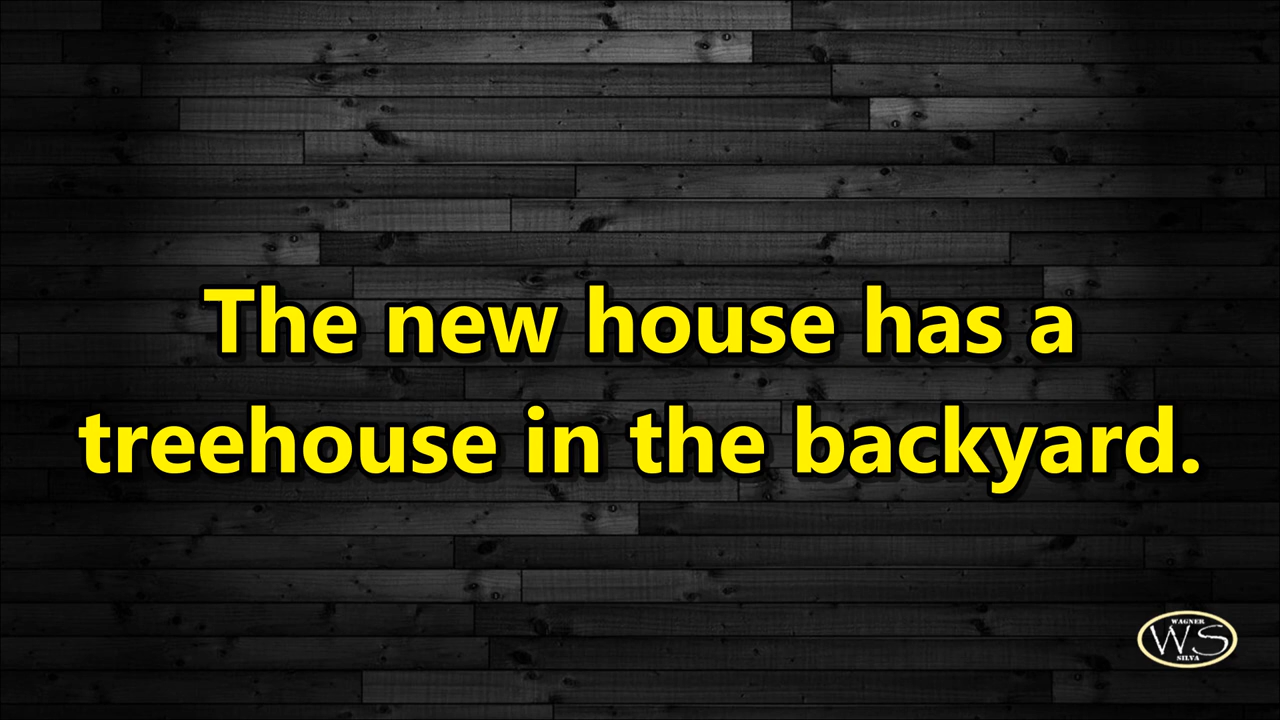 The new house has a
treehouse in the backyard.
WAGNER
WS
SILVA